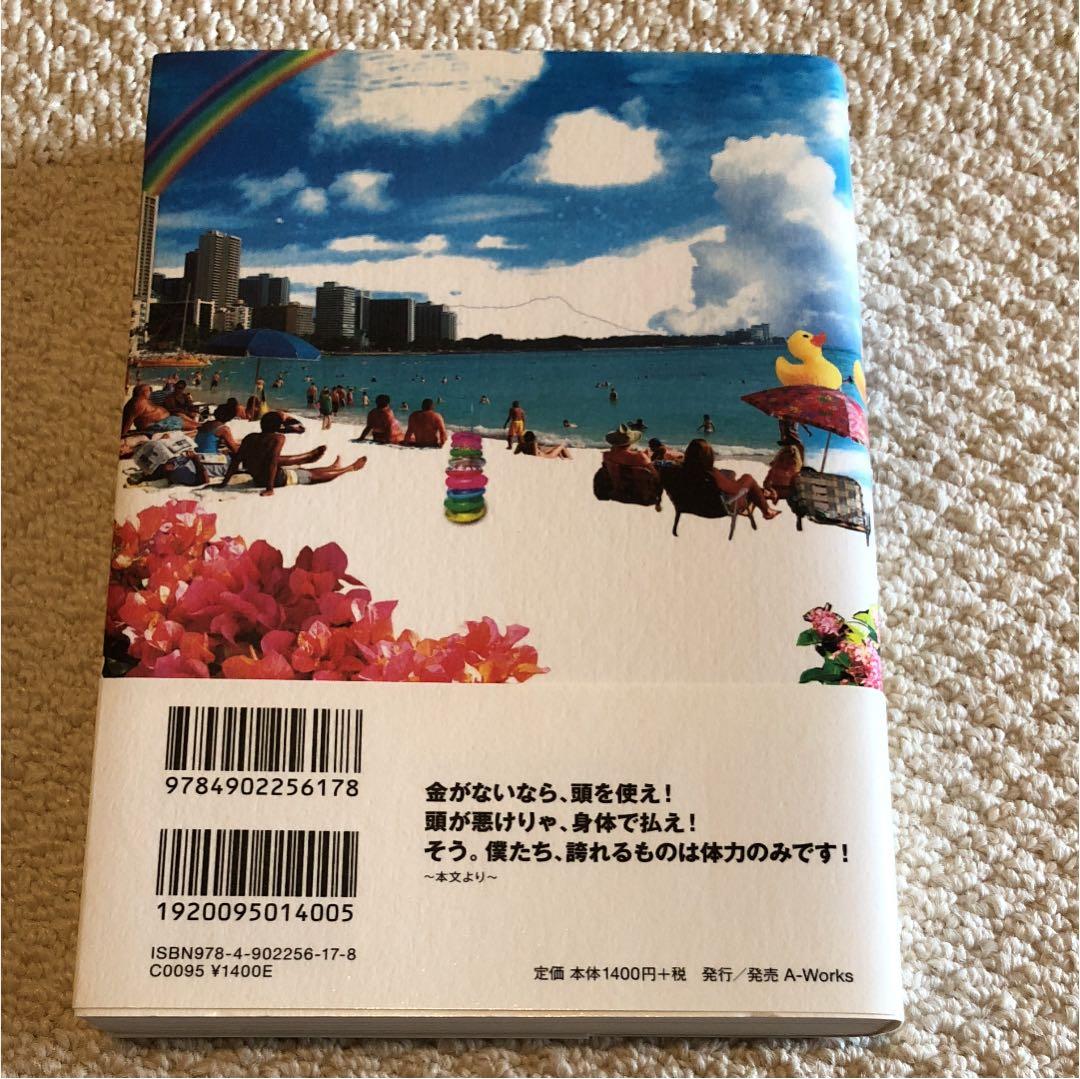 9784902256178
金がないなら、頭を使え!
頭が悪けりゃ、身体で払え!
そう。僕たち、誇れるものは体力のみです!
～本文より～
1920095014005
ISBN978-4-902256-17-8
C0095 ¥1400E
定価 本体1400円+税 発行／発売 A-Works